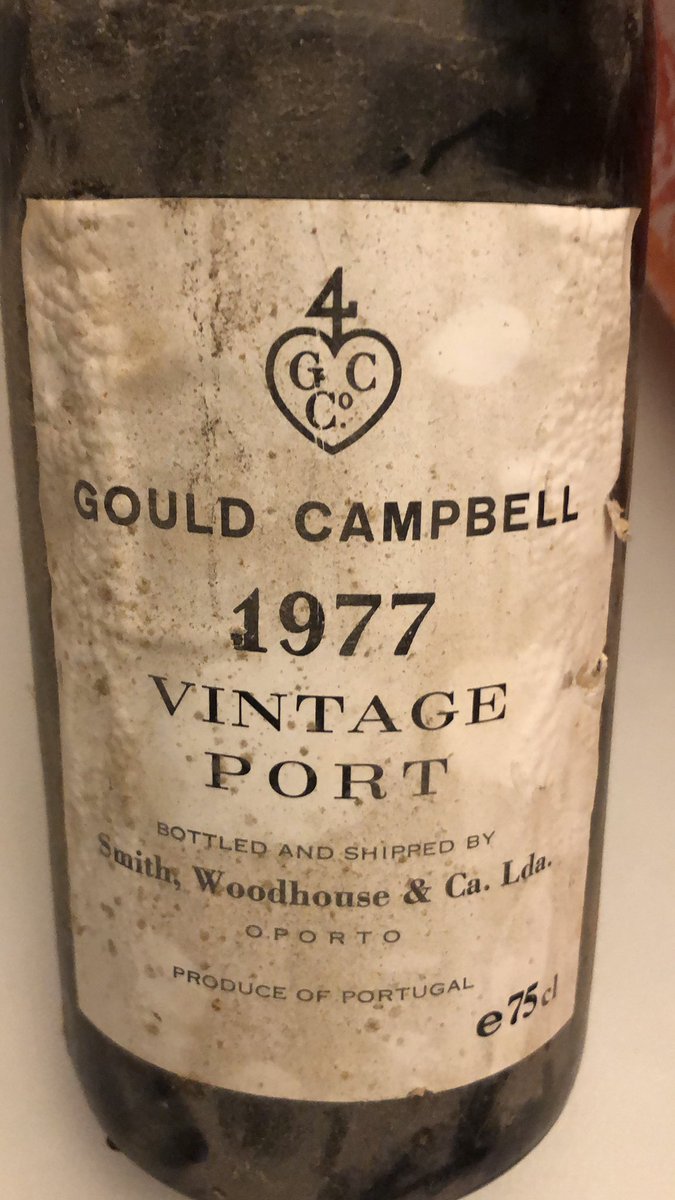 4
G C
Co.
GOULD CAMPBELL
1977
VINTAGE
PORT
BOTTLED AND SHIPPED BY
Smith, Woodhouse & Ca. Lda.
OPORTO
PRODUCE OF PORTUGAL
e 75 cl